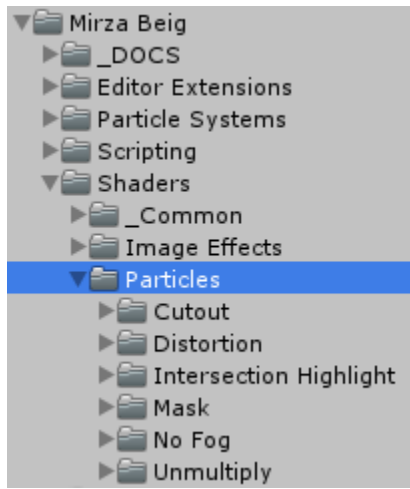 Mirza Beig
_DOCS
Editor Extensions
Particle Systems
Scripting
Shaders
_Common
Image Effects
Particles
Cutout
Distortion
Intersection Highlight
Mask
No Fog
Unmultiply